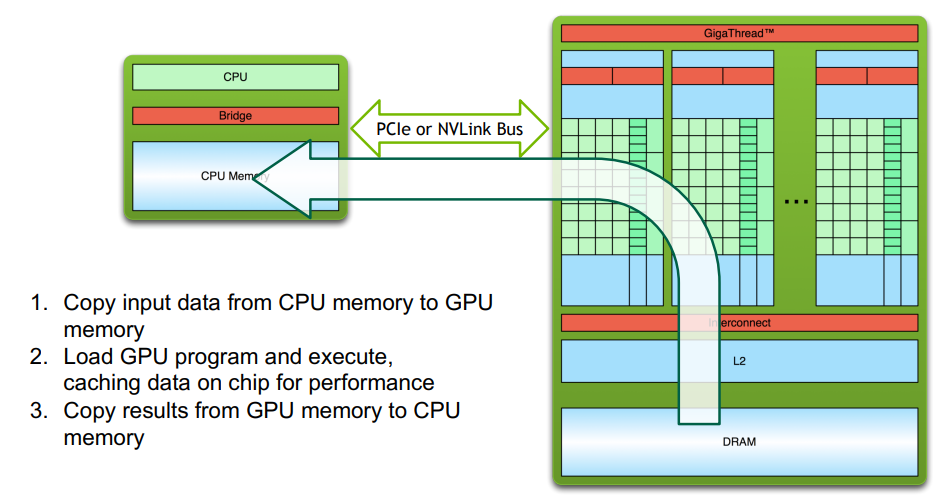 GigaThread™
CPU
Bridge
PCIe or NVLink Bus
CPU Memory
...
1. Copy input data from CPU memory to GPU
memory
2. Load GPU program and execute,
caching data on chip for performance
3. Copy results from GPU memory to CPU
memory
Interconnect
L2
DRAM